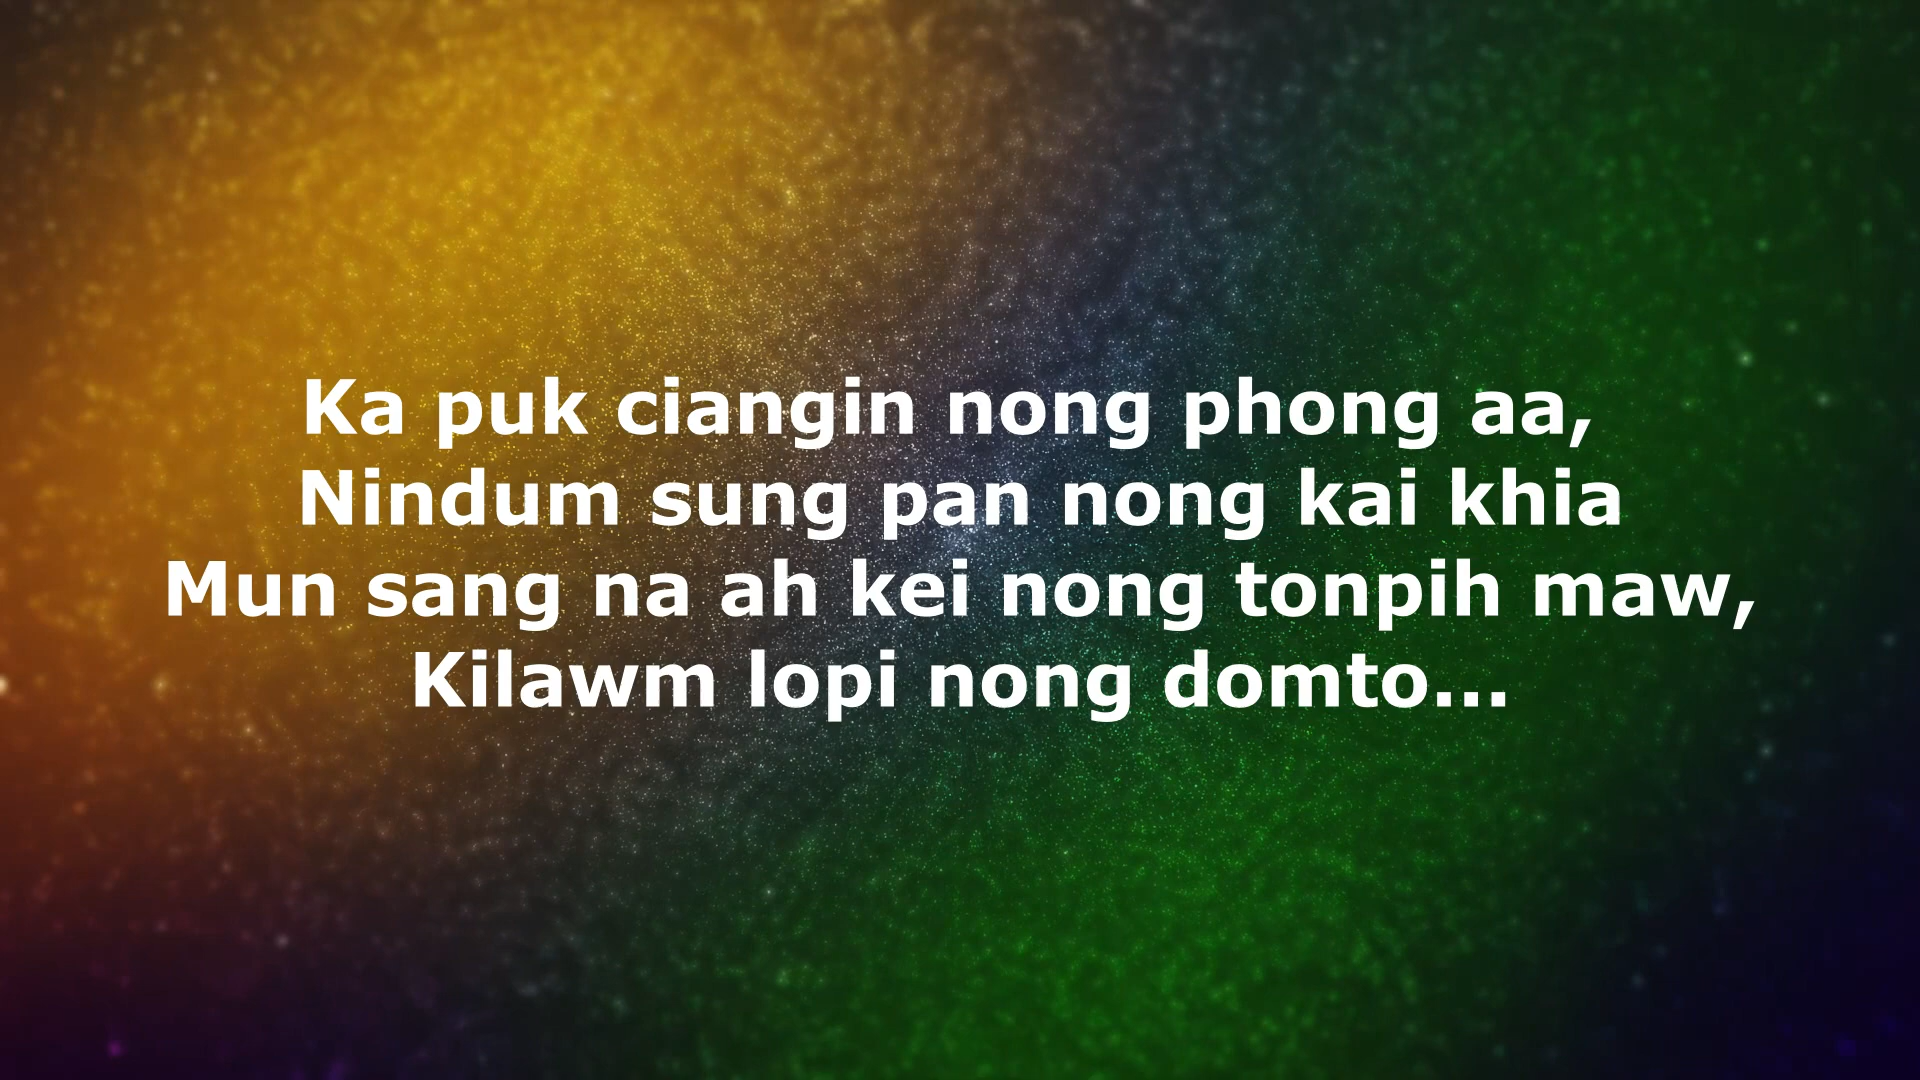 Ka puk ciangin nong phong aa,
Nindum sung pan nong kai khia
Mun sang na ah kei nong tonpih maw,
Kilawm lopi nong domto...